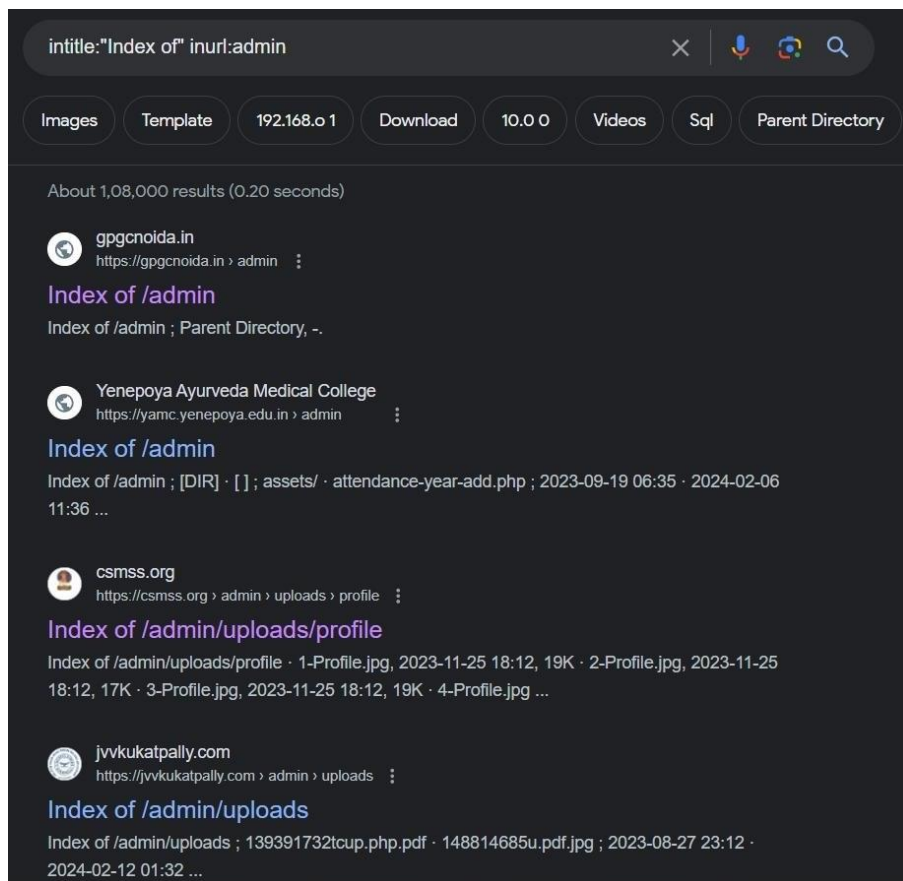 intitle:"Index of" inurl:admin
Images Template 192.168.o 1 Download 10.0 0 Videos Sql Parent Directory
About 1,08,000 results (0.20 seconds)
gpgcnoida.in
https://gpgcnoida.in › admin
Index of /admin
Index of /admin ; Parent Directory, -.
Yenepoya Ayurveda Medical College
https://yamc.yenepoya.edu.in › admin
Index of /admin
Index of /admin ; [DIR] · [ ] ; assets/ · attendance-year-add.php ; 2023-09-19 06:35 · 2024-02-06
11:36 ...
csmss.org
https://csmss.org › admin › uploads › profile
Index of /admin/uploads/profile
Index of /admin/uploads/profile · 1-Profile.jpg, 2023-11-25 18:12, 19K · 2-Profile.jpg, 2023-11-25
18:12, 17K · 3-Profile.jpg, 2023-11-25 18:12, 19K · 4-Profile.jpg ...
jvvkukatpally.com
https://jvvkukatpally.com › admin › uploads
Index of /admin/uploads
Index of /admin/uploads ; 139391732tcup.php.pdf · 148814685u.pdf.jpg ; 2023-08-27 23:12 ·
2024-02-12 01:32 ...